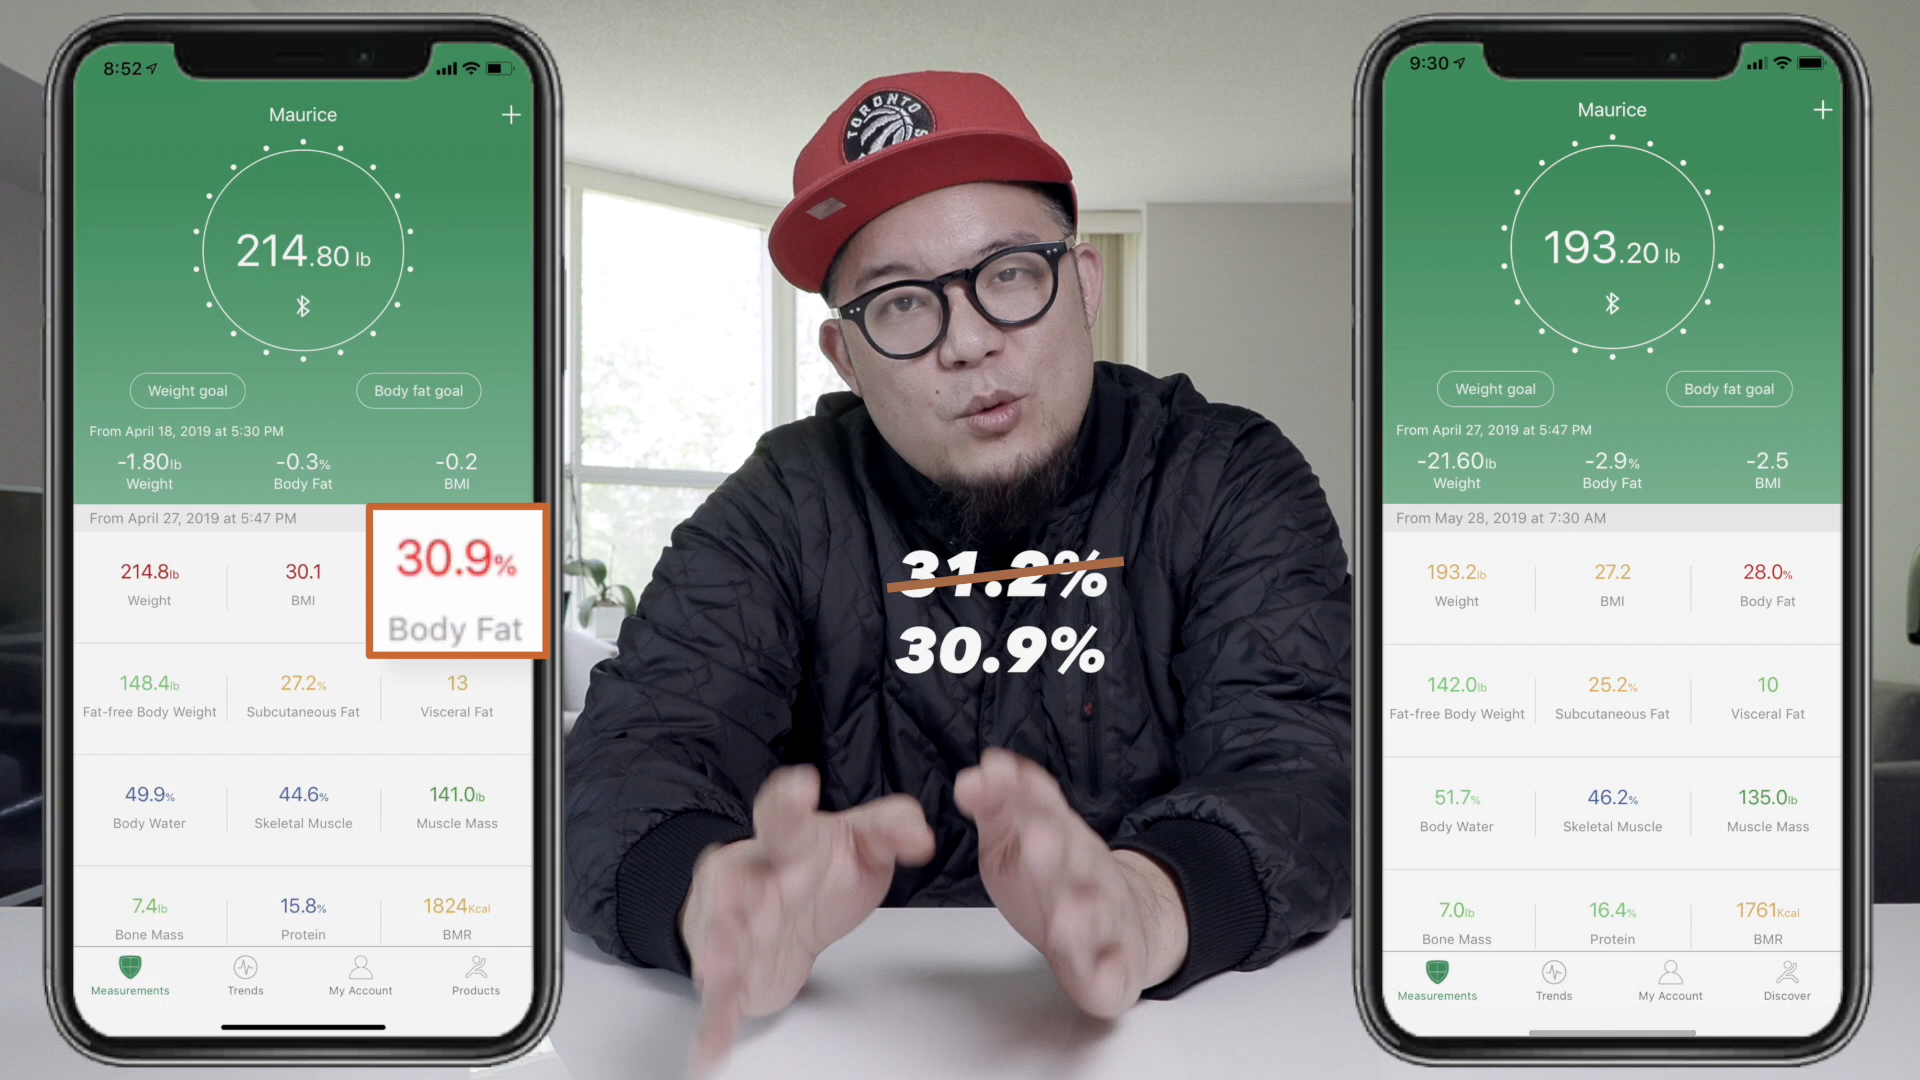 8:52
Maurice
+
214.80 lb
Weight goal
Body fat goal
From April 18, 2019 at 5:30 PM
-1.80lb
-0.3%
-0.2
Weight
Body Fat
BMI
From April 27, 2019 at 5:47 PM
214.8lb
30.1
30.9%
Weight
BMI
Body Fat
148.4lb
27.2%
13
Fat-free Body Weight
Subcutaneous Fat
Visceral Fat
49.9%
44.6%
141.0lb
Body Water
Skeletal Muscle
Muscle Mass
7.4lb
15.8%
1824Kcal
Bone Mass
Protein
BMR
Measurements
Trends
My Account
Products
TORONTO
31.2%
30.9%
9:30
Maurice
+
193.20 lb
Weight goal
Body fat goal
From April 27, 2019 at 5:47 PM
-21.60lb
-2.9%
-2.5
Weight
Body Fat
BMI
From May 28, 2019 at 7:30 AM
193.2lb
27.2
28.0%
Weight
BMI
Body Fat
142.0lb
25.2%
10
Fat-free Body Weight
Subcutaneous Fat
Visceral Fat
51.7%
46.2%
135.0lb
Body Water
Skeletal Muscle
Muscle Mass
7.0lb
16.4%
1761Kcal
Bone Mass
Protein
BMR
Measurements
Trends
My Account
Discover